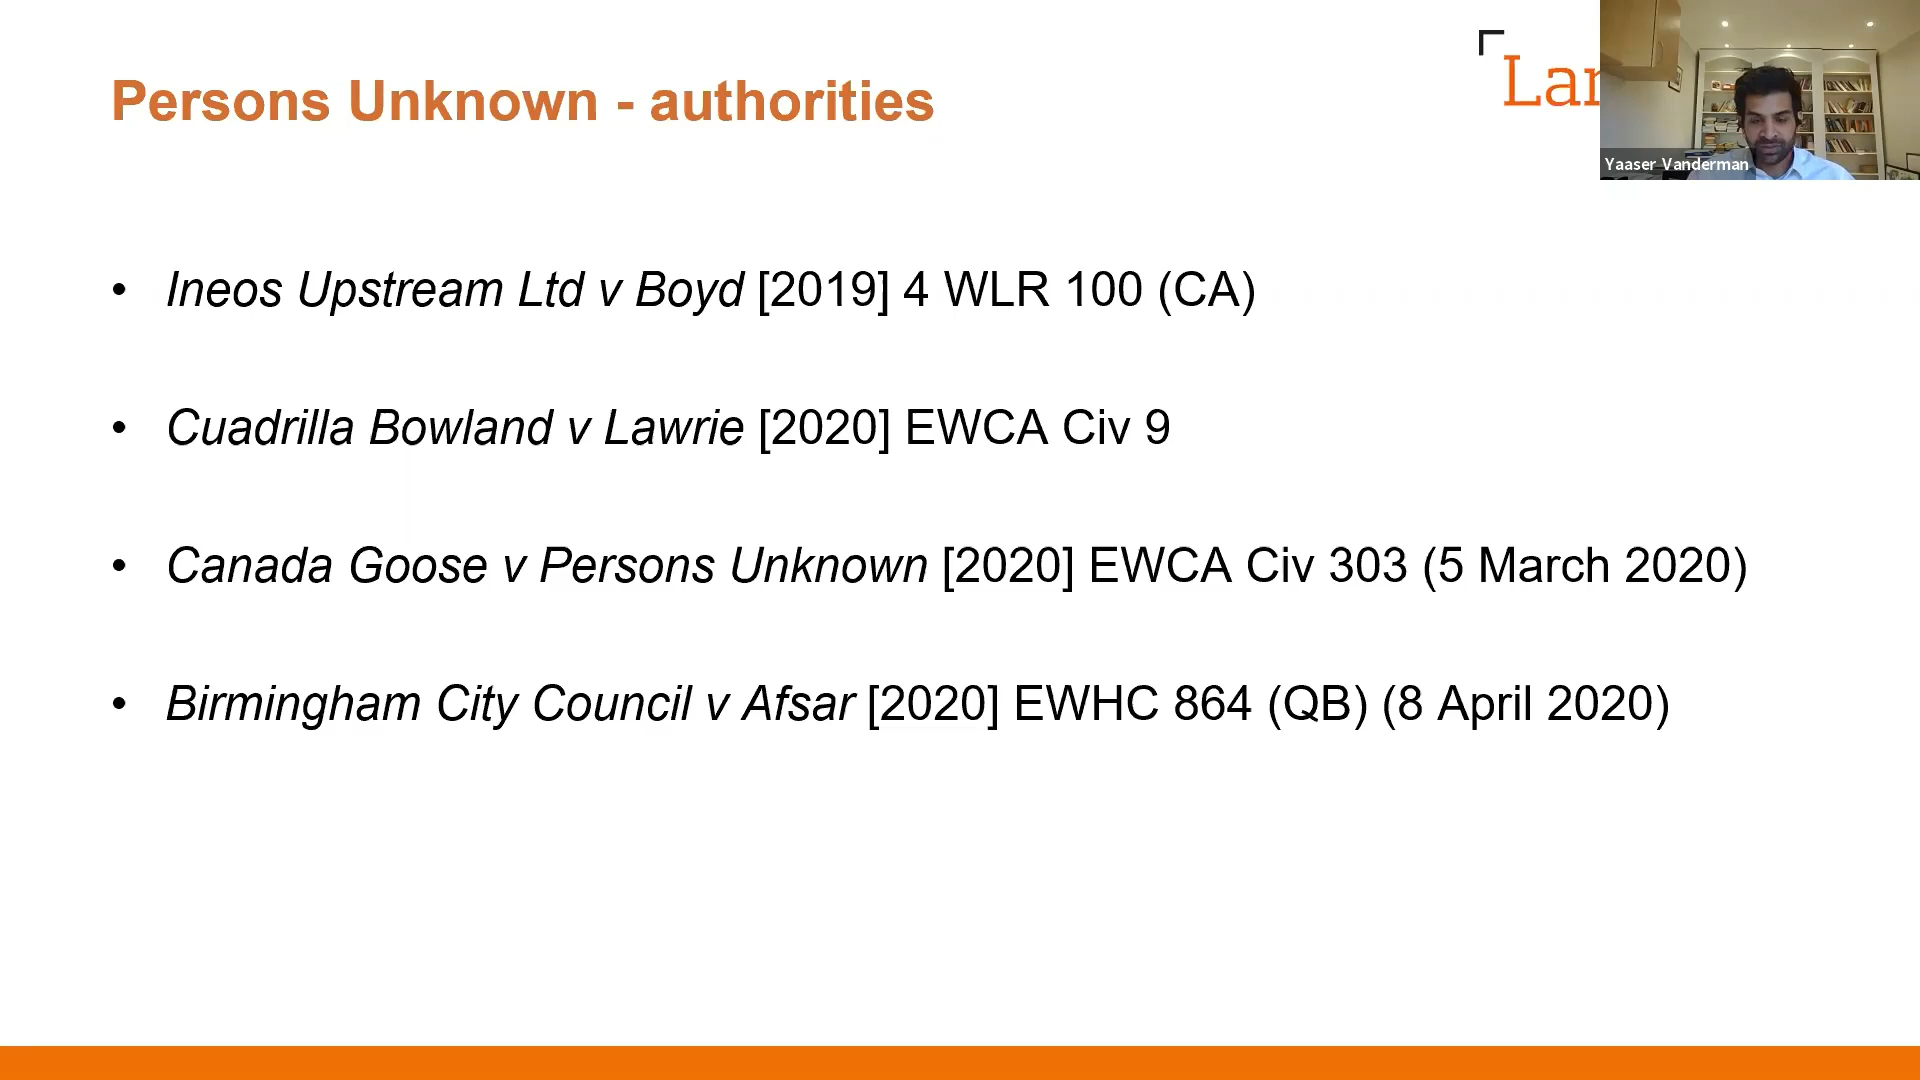 Persons Unknown - authorities
Lan
Yaaser Vanderman
• Ineos Upstream Ltd v Boyd [2019] 4 WLR 100 (CA)
• Cuadrilla Bowland v Lawrie [2020] EWCA Civ 9
• Canada Goose v Persons Unknown [2020] EWCA Civ 303 (5 March 2020)
• Birmingham City Council v Afsar [2020] EWHC 864 (QB) (8 April 2020)